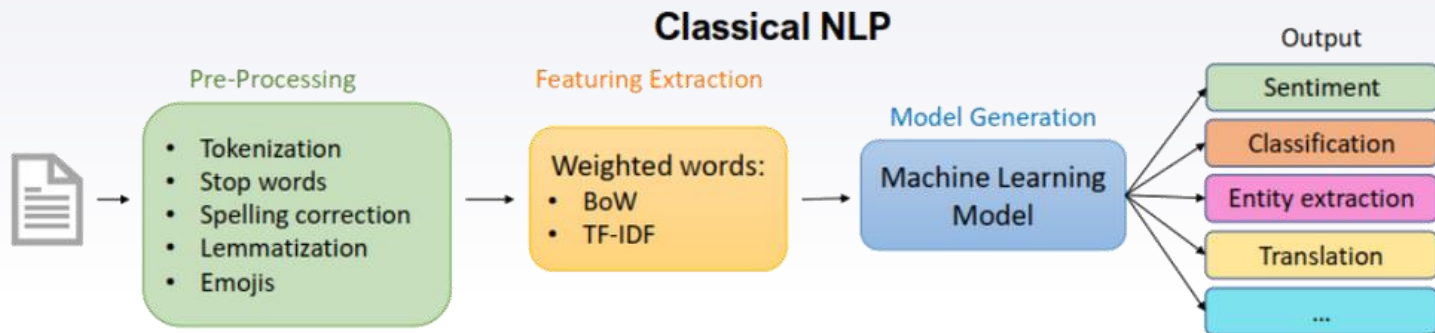 Classical NLP
Pre-Processing
• Tokenization
• Stop words
• Spelling correction
• Lemmatization
• Emojis
Featuring Extraction
Weighted words:
• BoW
• TF-IDF
Model Generation
Machine Learning
Model
Output
Sentiment
Classification
Entity extraction
Translation
...